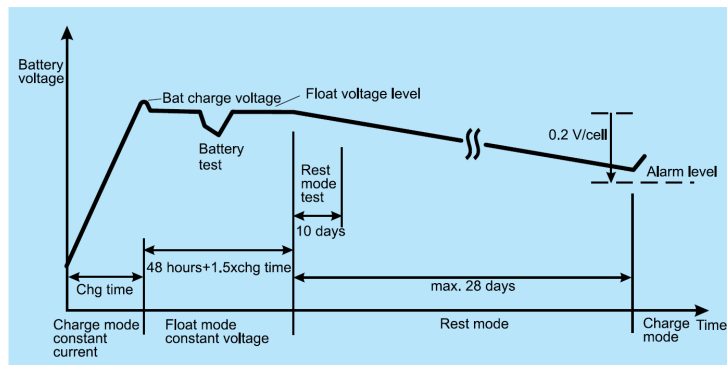 Battery
voltage
Bat charge voltage
Float voltage level
Battery
test
0.2 V/cell
Alarm level
Rest
mode
test
10 days
48 hours+1.5xchg time
Chg time
max. 28 days
Charge mode
constant
current
Float mode
constant voltage
Rest mode
Charge
mode
Time